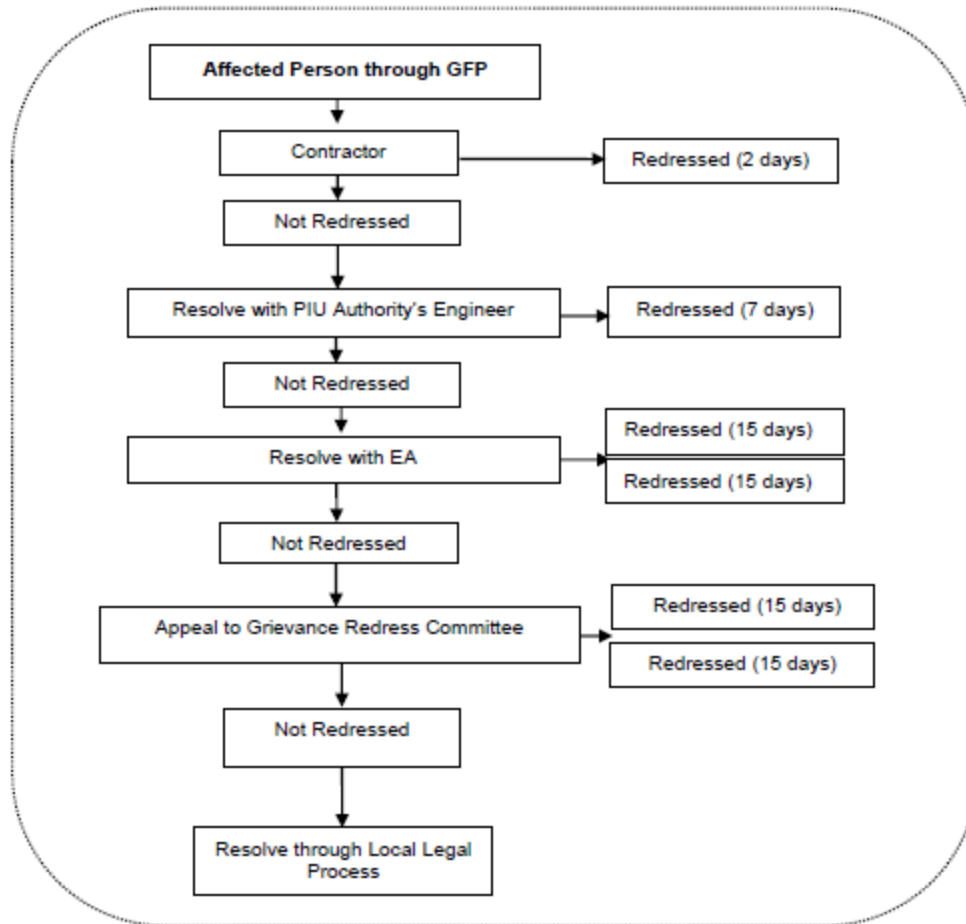 Affected Person through GFP
Contractor
Redressed (2 days)
Not Redressed
Resolve with PIU Authority's Engineer
Redressed (7 days)
Not Redressed
Resolve with EA
Redressed (15 days)
Redressed (15 days)
Not Redressed
Appeal to Grievance Redress Committee
Redressed (15 days)
Redressed (15 days)
Not Redressed
Resolve through Local Legal
Process